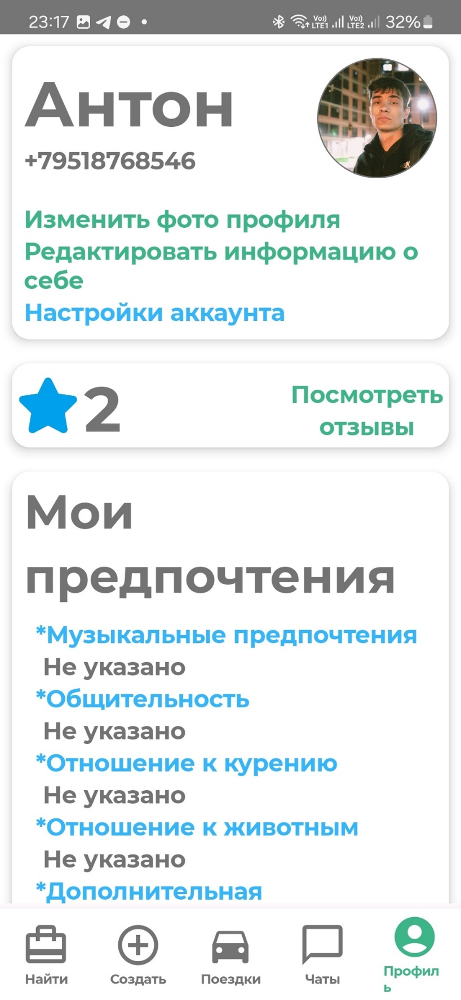 23:17 Vo)) LTE1 Vo)) LTE2 32%
Антон
+79518768546
Изменить фото профиля
Редактировать информацию о
себе
Настройки аккаунта
2
Посмотреть
отзывы
Мои
предпочтения
*Музыкальные предпочтения
Не указано
*Общительность
Не указано
*Отношение к курению
Не указано
*Отношение к животным
Не указано
*Дополнительная
Найти Создать Поездки Чаты Профил
ь